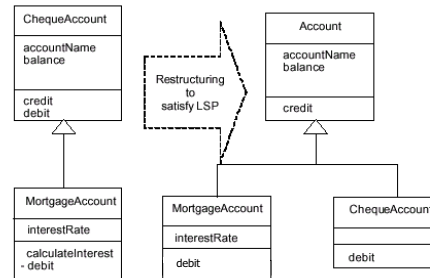 ChequeAccount
accountName
balance
credit
debit
MortgageAccount
interestRate
calculateInterest
- debit
Restructuring
to
satisfy LSP
Account
accountName
balance
credit
MortgageAccount
interestRate
debit
ChequeAccount
debit